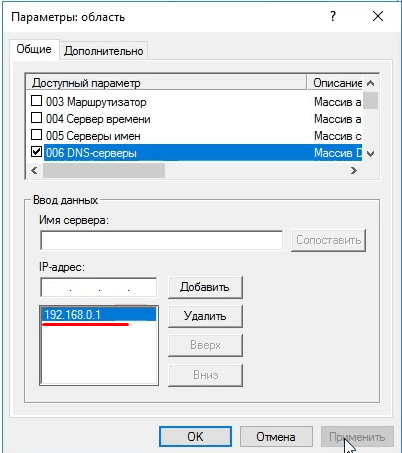 Параметры: область
Общие Дополнительно
Доступный параметр Описание
003 Маршрутизатор Массив а
004 Сервер времени Массив а
005 Серверы имен Массив с
006 DNS-серверы Массив D
Ввод данных
Имя сервера:
Сопоставить
IP-адрес:
Добавить
192.168.0.1 Удалить
Вверх
Вниз
OK Отмена Применить